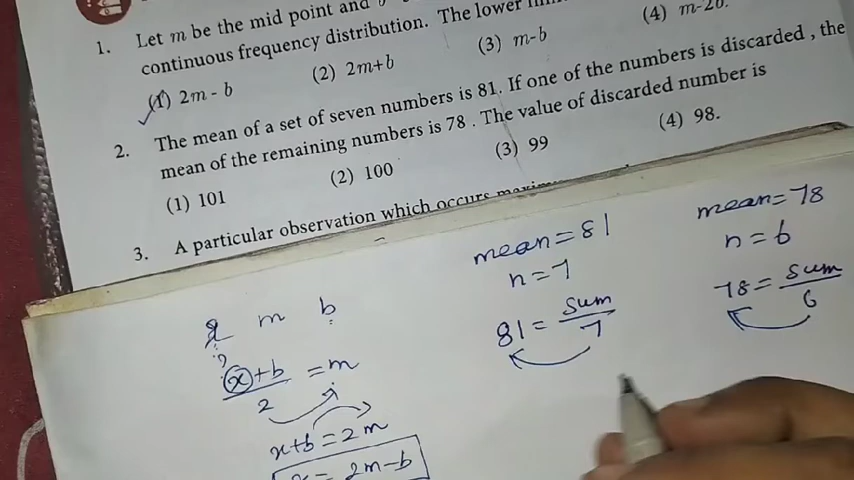 1. Let m be the mid point and b
continuous frequency distribution. The lower
(1) 2m - b (2) 2m+b (3) m-b (4) m-2b.
2. The mean of a set of seven numbers is 81. If one of the numbers is discarded , the
mean of the remaining numbers is 78 . The value of discarded number is
(1) 101 (2) 100 (3) 99 (4) 98.
3. A particular observation which occurs
x m b
?
x+b/2 = m
x+b = 2m
x = 2m-b
mean = 81
n = 7
81 = sum/7
mean = 78
n = 6
78 = sum/6